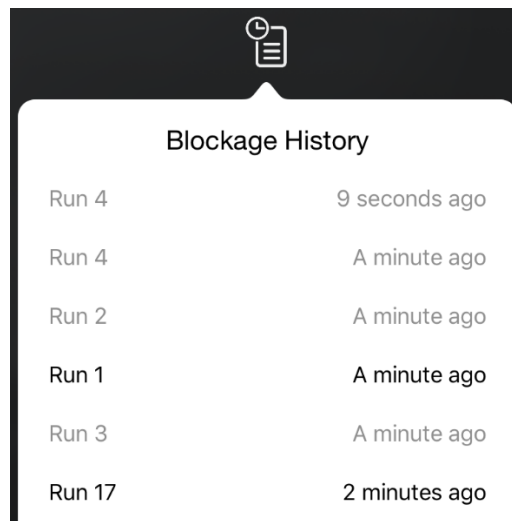 Blockage History
Run 4 9 seconds ago
Run 4 A minute ago
Run 2 A minute ago
Run 1 A minute ago
Run 3 A minute ago
Run 17 2 minutes ago